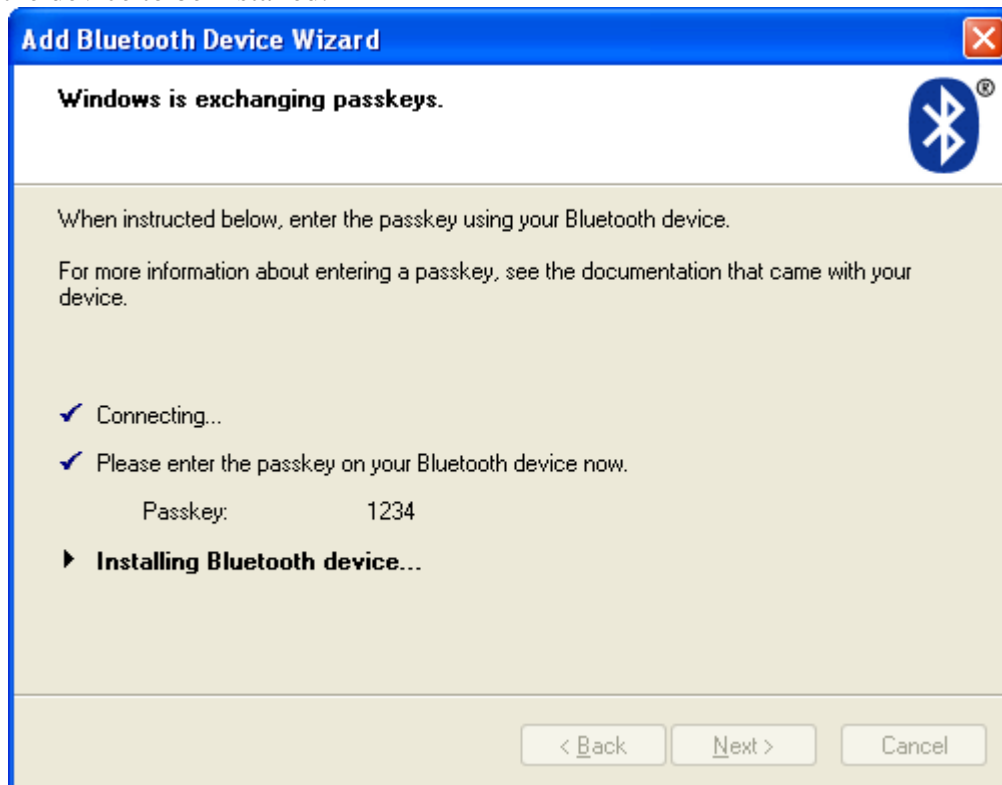 Add Bluetooth Device Wizard
Windows is exchanging passkeys.
®
When instructed below, enter the passkey using your Bluetooth device.
For more information about entering a passkey, see the documentation that came with your
device.
Connecting...
Please enter the passkey on your Bluetooth device now.
Passkey: 1234
Installing Bluetooth device...
< Back Next > Cancel